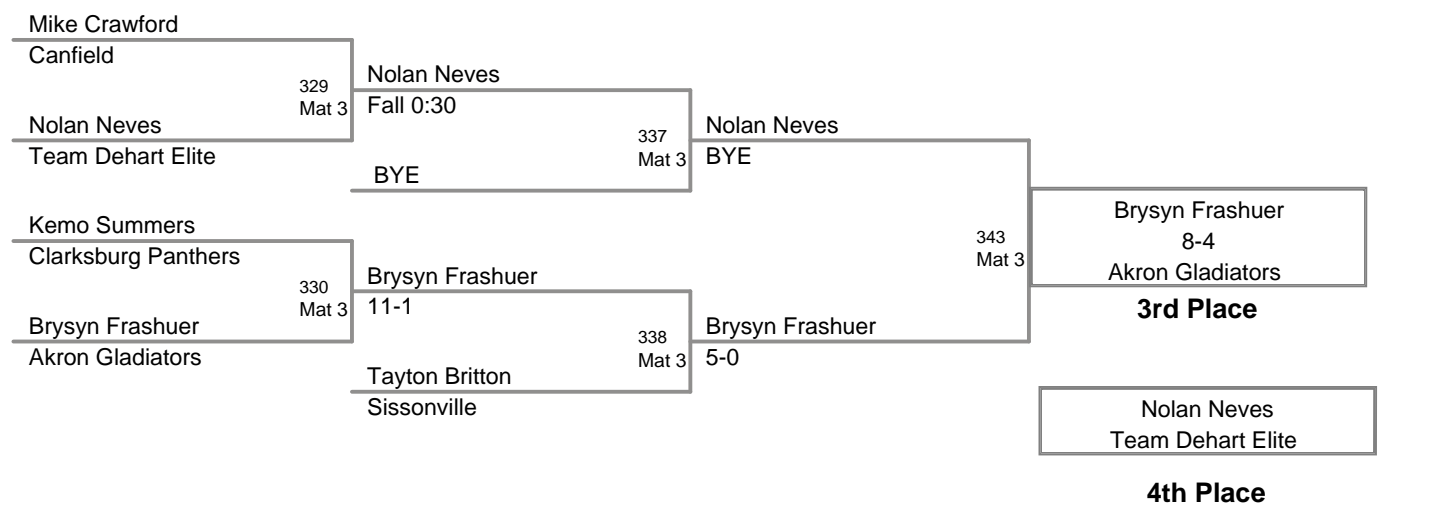 Mike Crawford
Canfield
329
Mat 3
Nolan Neves
Team Dehart Elite
Nolan Neves
Fall 0:30
337
Mat 3
BYE
Nolan Neves
BYE
Kemo Summers
Clarksburg Panthers
330
Mat 3
Brysyn Frashuer
Akron Gladiators
Brysyn Frashuer
11-1
338
Mat 3
Tayton Britton
Sissonville
Brysyn Frashuer
5-0
343
Mat 3
Brysyn Frashuer
8-4
Akron Gladiators
3rd Place
Nolan Neves
Team Dehart Elite
4th Place